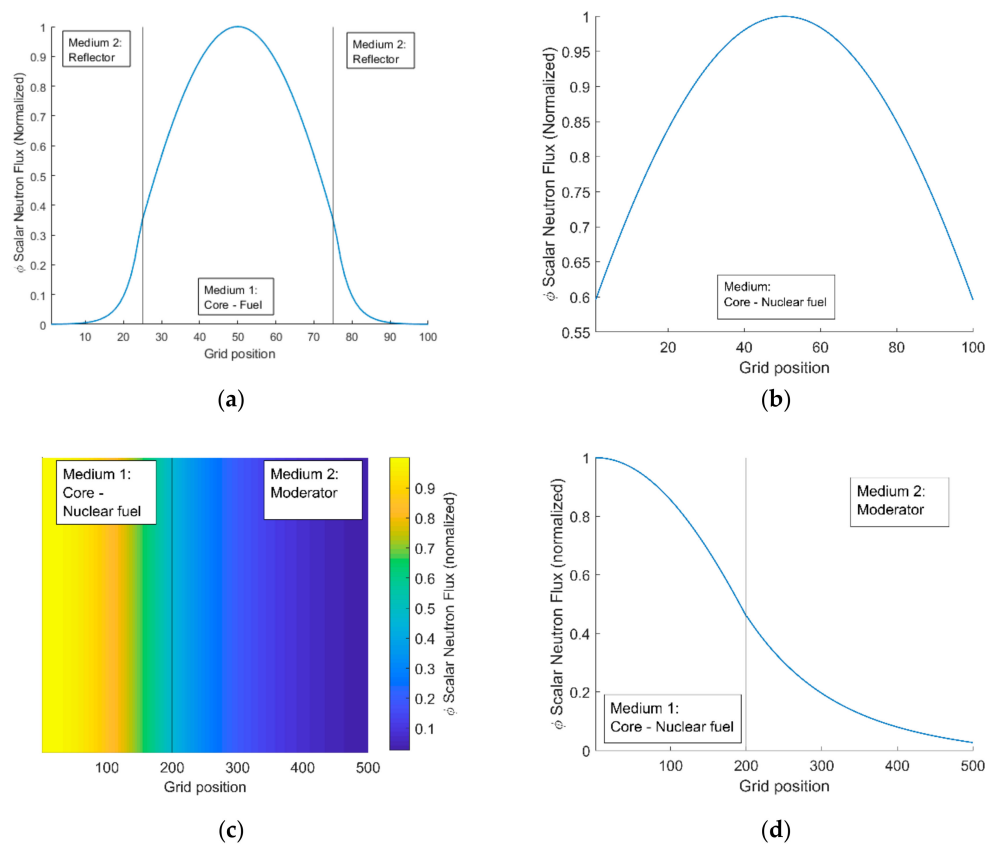 1
0.9
0.8
0.7
0.6
0.5
0.4
0.3
0.2
0.1
0
ϕ Scalar Neutron Flux (Normalized)
Medium 2:
Reflector
Medium 2:
Reflector
Medium 1:
Core - Fuel
10 20 30 40 50 60 70 80 90 100
Grid position
(a)
1
0.95
0.9
0.85
0.8
0.75
0.7
0.65
0.6
0.55
ϕ Scalar Neutron Flux (Normalized)
Medium:
Core - Nuclear fuel
20 40 60 80 100
Grid position
(b)
Medium 1:
Core -
Nuclear fuel
Medium 2:
Moderator
100 200 300 400 500
Grid position
0.9
0.8
0.7
0.6
0.5
0.4
0.3
0.2
0.1
ϕ Scalar Neutron Flux (nomalized)
(c)
1
0.8
0.6
0.4
0.2
0
ϕ Scalar Neutron Flux (normalized)
Medium 2:
Moderator
Medium 1:
Core - Nuclear fuel
100 200 300 400 500
Grid position
(d)